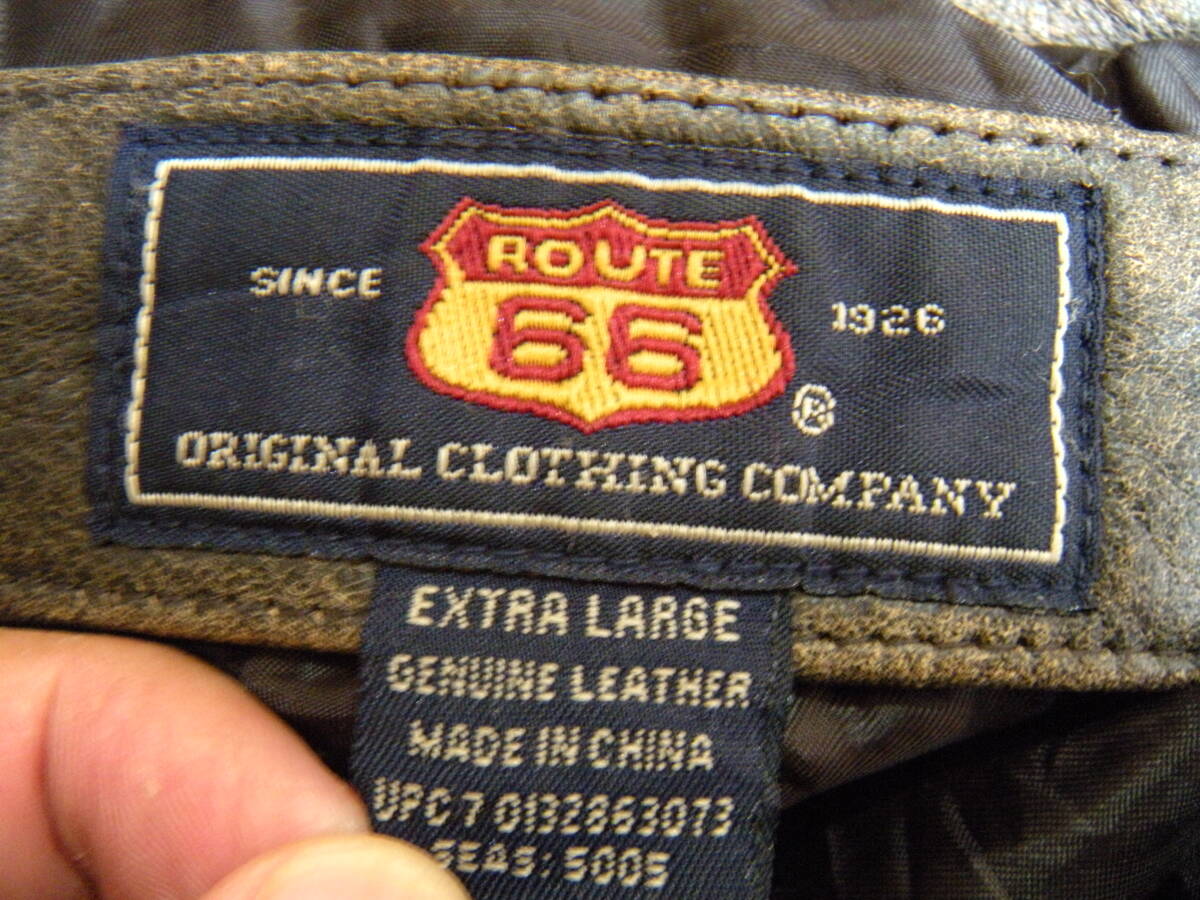 ROUTE
66
SINCE 1926
®
ORIGINAL CLOTHING COMPANY
EXTRA LARGE
GENUINE LEATHER
MADE IN CHINA
UPC 7 0132863073
SEAS: 5005